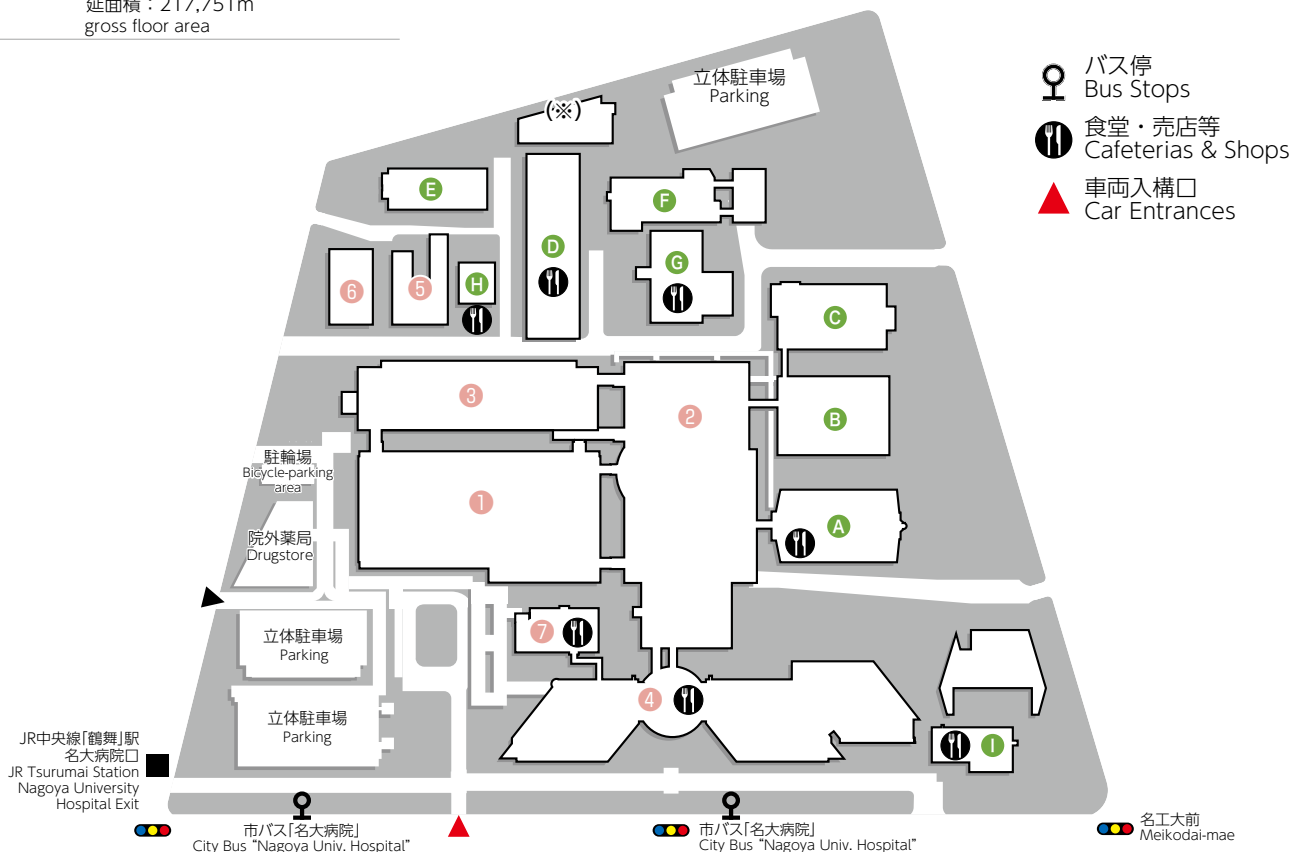 延面積：217,751m
gross floor area
バス停
Bus Stops
食堂・売店等
Cafeterias & Shops
車両入構口
Car Entrances
立体駐車場
Parking
(※)
E
F
D
G
H
6
5
C
3
2
B
駐輪場
Bicycle-parking
area
1
A
院外薬局
Drugstore
立体駐車場
Parking
7
4
立体駐車場
Parking
I
JR中央線「鶴舞」駅
名大病院口
JR Tsurumai Station
Nagoya University
Hospital Exit
市バス「名大病院」
City Bus “Nagoya Univ. Hospital”
市バス「名大病院」
City Bus “Nagoya Univ. Hospital”
名工大前
Meikodai-mae